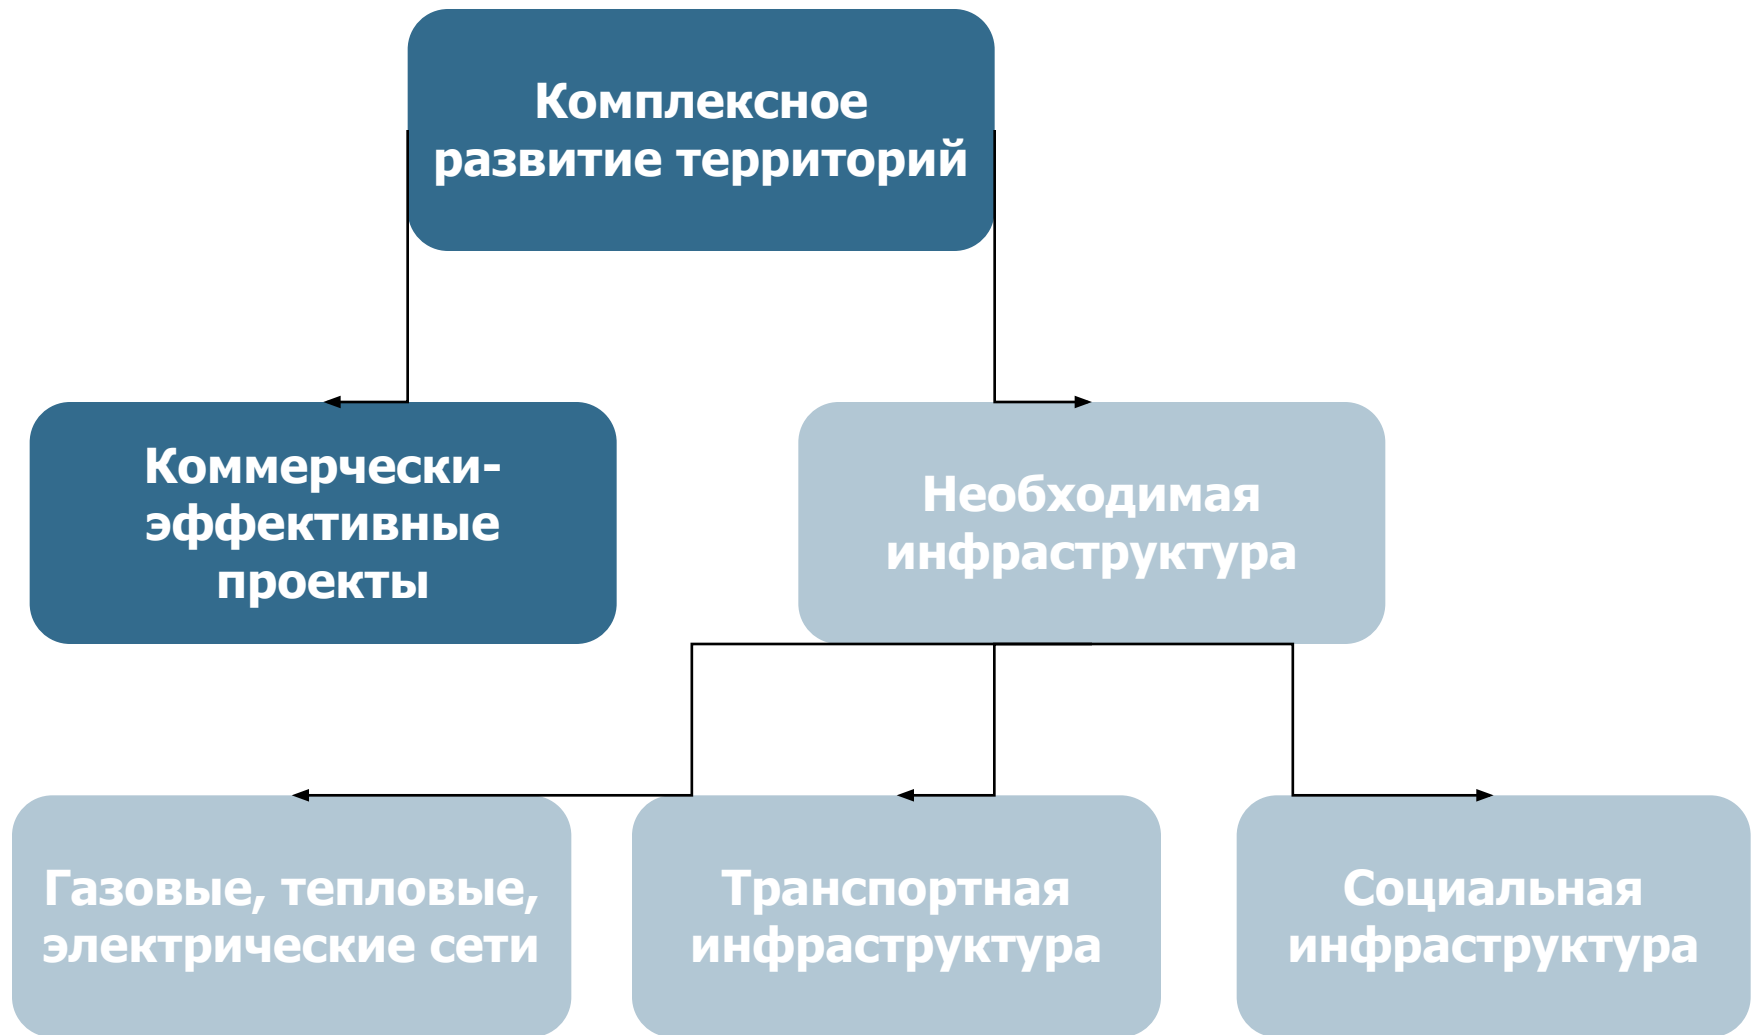 Комплексное
развитие территорий
Коммерчески-
эффективные
проекты
Необходимая
инфраструктура
Газовые, тепловые,
электрические сети
Транспортная
инфраструктура
Социальная
инфраструктура